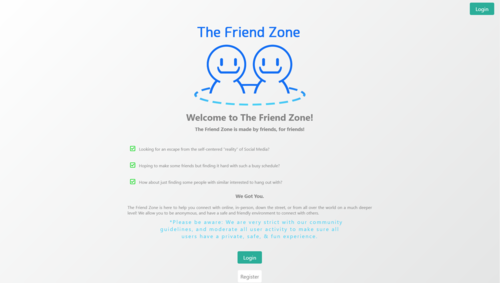 Login
The Friend Zone
Welcome to The Friend Zone!
The Friend Zone is made by friends, for friends!
Looking for an escape from the self-centered "reality" of Social Media?
Hoping to make some friends but finding it hard with such a busy schedule?
How about just finding some people with similar interested to hang out with?
We Got You.
The Friend Zone is here to help you connect with online, in person, down the street, or from all over the world on a much deeper
level! We allow you to be anonymous, and have a safe and friendly environment to connect with others.
*Please be aware: We are very strict with our community
guidelines, and moderate all user activity to make sure all
users have a private, safe, & fun experience.
Login
Register